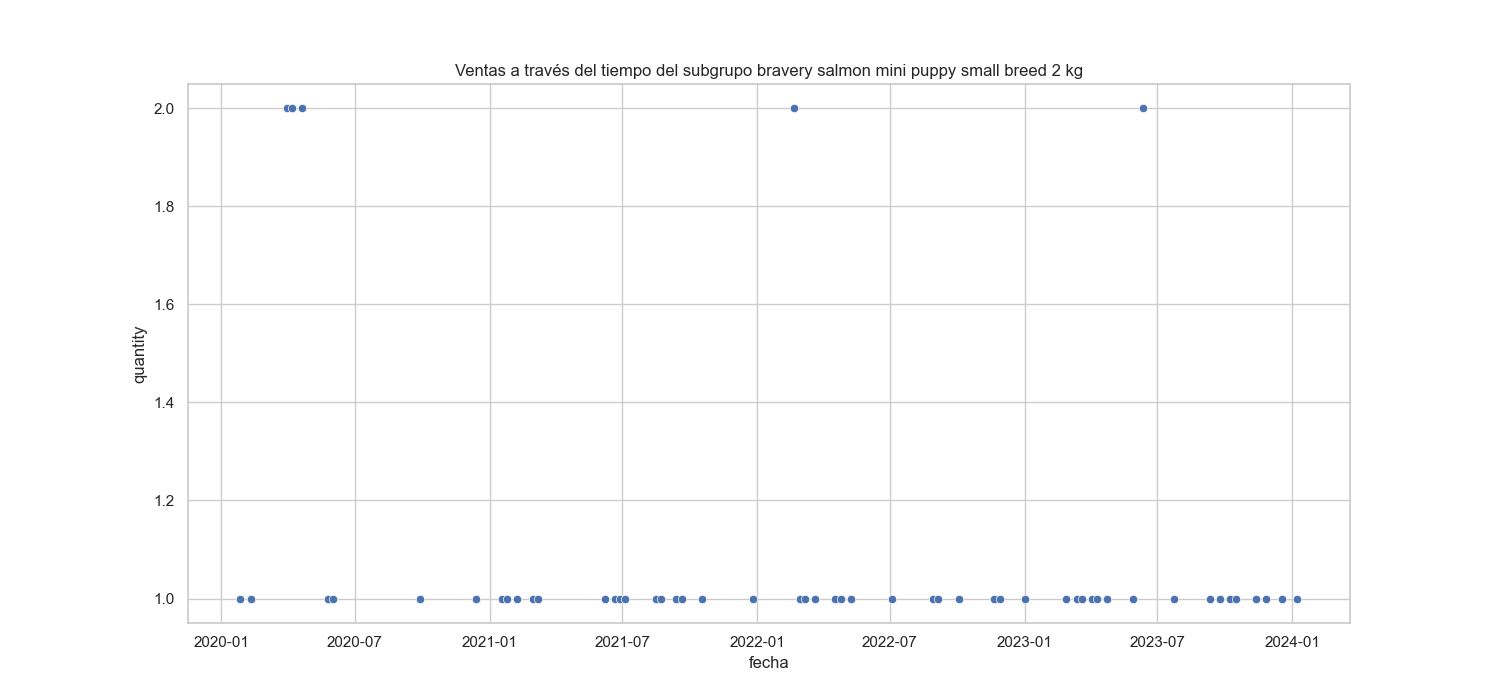 Ventas a través del tiempo del subgrupo bravery salmon mini puppy small breed 2 kg
2.0
1.8
1.6
1.4
1.2
1.0
quantity
2020-01 2020-07 2021-01 2021-07 2022-01 2022-07 2023-01 2023-07 2024-01
fecha